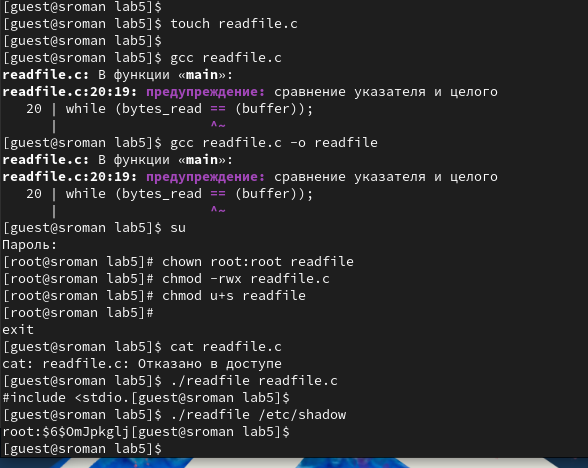 [guest@sroman lab5]$
[guest@sroman lab5]$ touch readfile.c
[guest@sroman lab5]$
[guest@sroman lab5]$ gcc readfile.c
readfile.c: В функции «main»:
readfile.c:20:19: предупреждение: сравнение указателя и целого
   20 | while (bytes_read == (buffer));
      |                   ^~
[guest@sroman lab5]$ gcc readfile.c -o readfile
readfile.c: В функции «main»:
readfile.c:20:19: предупреждение: сравнение указателя и целого
   20 | while (bytes_read == (buffer));
      |                   ^~
[guest@sroman lab5]$ su
Пароль:
[root@sroman lab5]# chown root:root readfile
[root@sroman lab5]# chmod -rwx readfile.c
[root@sroman lab5]# chmod u+s readfile
[root@sroman lab5]#
exit
[guest@sroman lab5]$ cat readfile.c
cat: readfile.c: Отказано в доступе
[guest@sroman lab5]$ ./readfile readfile.c
#include <stdio.[guest@sroman lab5]$
[guest@sroman lab5]$ ./readfile /etc/shadow
root:$6$OmJpkglj[guest@sroman lab5]$
[guest@sroman lab5]$